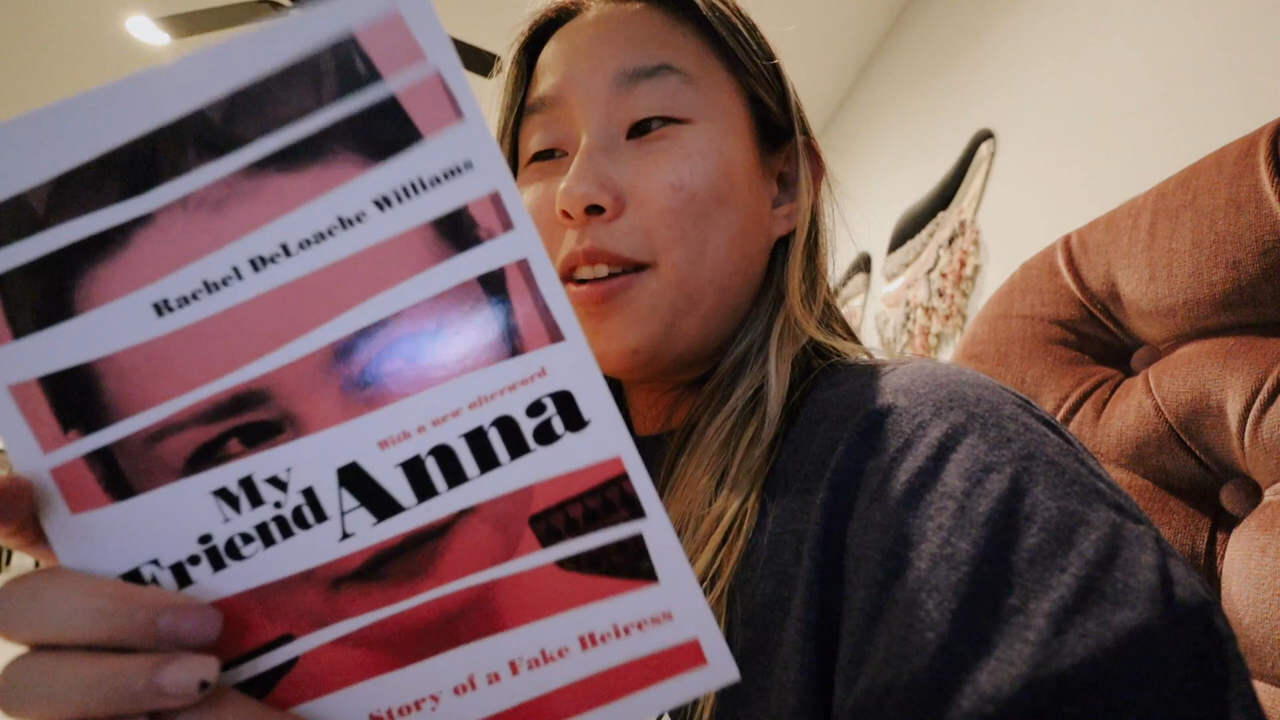 Rachel DeLoache Williams
With a new afterword
My
Friend Anna
Story of a Fake Heiress